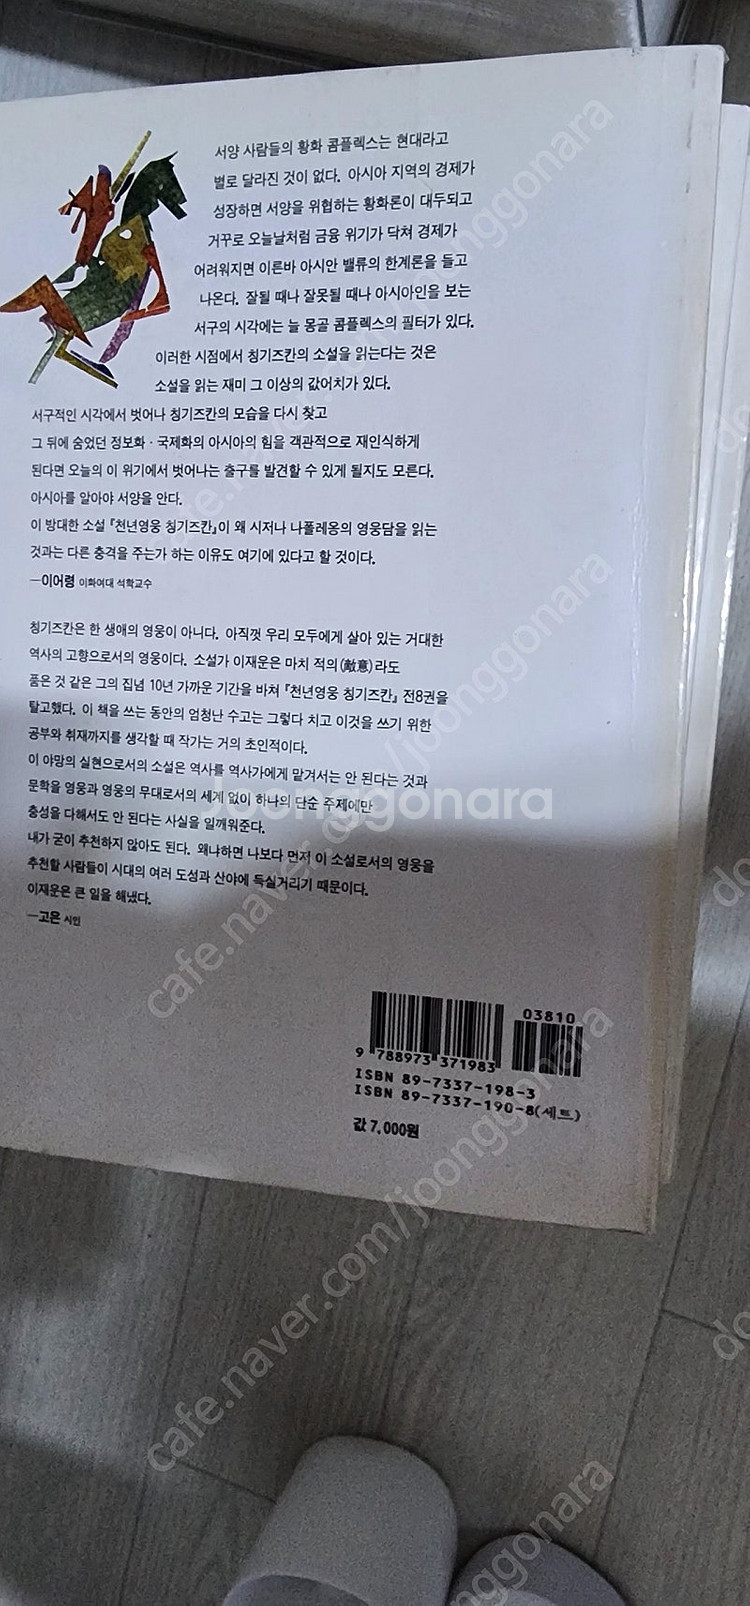 서양 사람들의 황화 콤플렉스는 현대라고
별로 달라진 것이 없다. 아시아 지역의 경제가
성장하면 서양을 위협하는 황화론이 대두되고
거꾸로 오늘날처럼 금융 위기가 닥쳐 경제가
어려워지면 이른바 아시안 밸류의 한계론을 들고
나온다. 잘될 때나 잘못될 때나 아시아인을 보는
서구의 시각에는 늘 몽골 콤플렉스의 필터가 있다.
이러한 시점에서 칭기즈칸의 소설을 읽는다는 것은
소설을 읽는 재미 그 이상의 값어치가 있다.
서구적인 시각에서 벗어나 칭기즈칸의 모습을 다시 찾고
그 뒤에 숨었던 정보화·국제화의 아시아의 힘을 객관적으로 재인식하게
된다면 오늘의 이 위기에서 벗어나는 출구를 발견할 수 있게 될지도 모른다.
아시아를 알아야 서양을 안다.
이 방대한 소설 『천년영웅 칭기즈칸』이 왜 시저나 나폴레옹의 영웅담을 읽는
것과는 다른 충격을 주는가 하는 이유도 여기에 있다고 할 것이다.
—이어령 이화여대 석학교수
칭기즈칸은 한 생애의 영웅이 아니다. 아직껏 우리 모두에게 살아 있는 거대한
역사의 고향으로서의 영웅이다. 소설가 이재운은 마치 적의(敵意)라도
품은 것 같은 그의 집념 10년 가까운 기간을 바쳐 『천년영웅 칭기즈칸』 전8권을
탈고했다. 이 책을 쓰는 동안의 엄청난 수고는 그렇다 치고 이것을 쓰기 위한
공부와 취재까지를 생각할 때 작가는 거의 초인적이다.
이 야망의 실현으로서의 소설은 역사를 역사가에게 맡겨서는 안 된다는 것과
문학을 영웅과 영웅의 무대로서의 세계 없이 하나의 단순 주제에만
충성을 다해서도 안 된다는 사실을 일깨워준다.
내가 굳이 추천하지 않아도 된다. 왜냐하면 나보다 먼저 이 소설로서의 영웅을
추천할 사람들이 시대의 여러 도성과 산야에 득실거리기 때문이다.
이재운은 큰 일을 해냈다.
—고은 시인
03810
9 788973 371983
ISBN 89-7337-198-3
ISBN 89-7337-190-8(세트)
값 7,000원
Joonggonara
cafe.naver.com/joonggonara
cafe.naver.com/joonggonara
cafe.naver.com/joonggonara